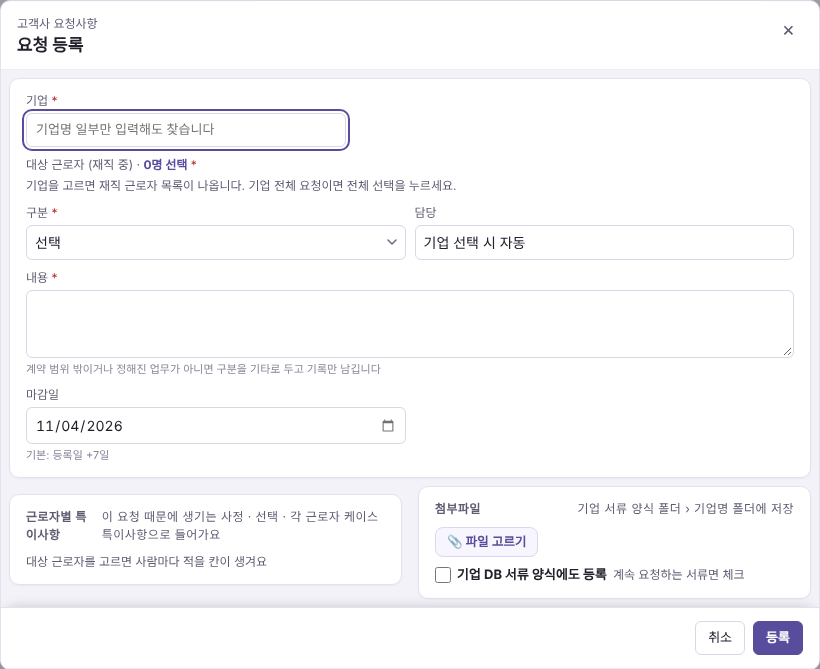 고객사 요청사항
요청 등록
✕
기업 *
기업명 일부만 입력해도 찾습니다
대상 근로자 (재직 중) · 0명 선택 *
기업을 고르면 재직 근로자 목록이 나옵니다. 기업 전체 요청이면 전체 선택을 누르세요.
구분 *
담당
선택
기업 선택 시 자동
내용 *
계약 범위 밖이거나 정해진 업무가 아니면 구분을 기타로 두고 기록만 남깁니다
마감일
11/04/2026
기본: 등록일 +7일
근로자별 특이사항
이 요청 때문에 생기는 사정 · 선택 · 각 근로자 케이스
특이사항으로 들어가요
대상 근로자를 고르면 사람마다 적을 칸이 생겨요
첨부파일
기업 서류 양식 폴더 › 기업명 폴더에 저장
📎 파일 고르기
기업 DB 서류 양식에도 등록 계속 요청하는 서류면 체크
취소
등록